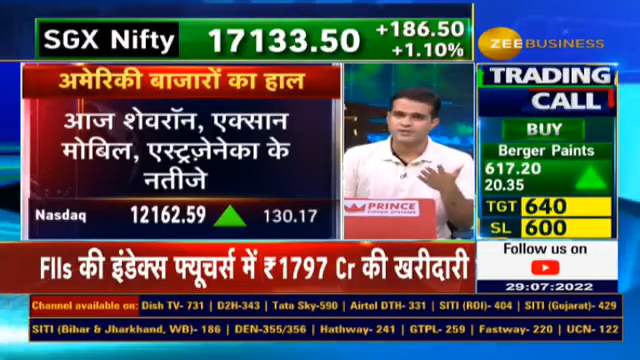 SGX Nifty 17133.50 +186.50 +1.10%
ZEE BUSINESS
अमेरिकी बाजारों का हाल
आज शेवरॉन, एक्सान
मोबिल, एस्ट्रज़ेनेका के
नतीजे
Nasdaq 12162.59 130.17
PRINCE
TRADING
CALL
BUY
Berger Paints
617.20
20.35
TGT 640
SL 600
Follow us on
29:07:2022
FIIs की इंडेक्स फ्यूचर्स में ₹1797 Cr की खरीदारी
Channel available on: Dish TV- 731 | D2H-343 | Tata Sky-590 | Airtel DTH- 331 | SITI (ROI)- 404 | SITI (Gujarat)- 429
SITI (Bihar & Jharkhand, WB)- 186 | DEN-355/356 | Hathway- 241 | GTPL- 259 | Fastway- 220 | UCN- 122